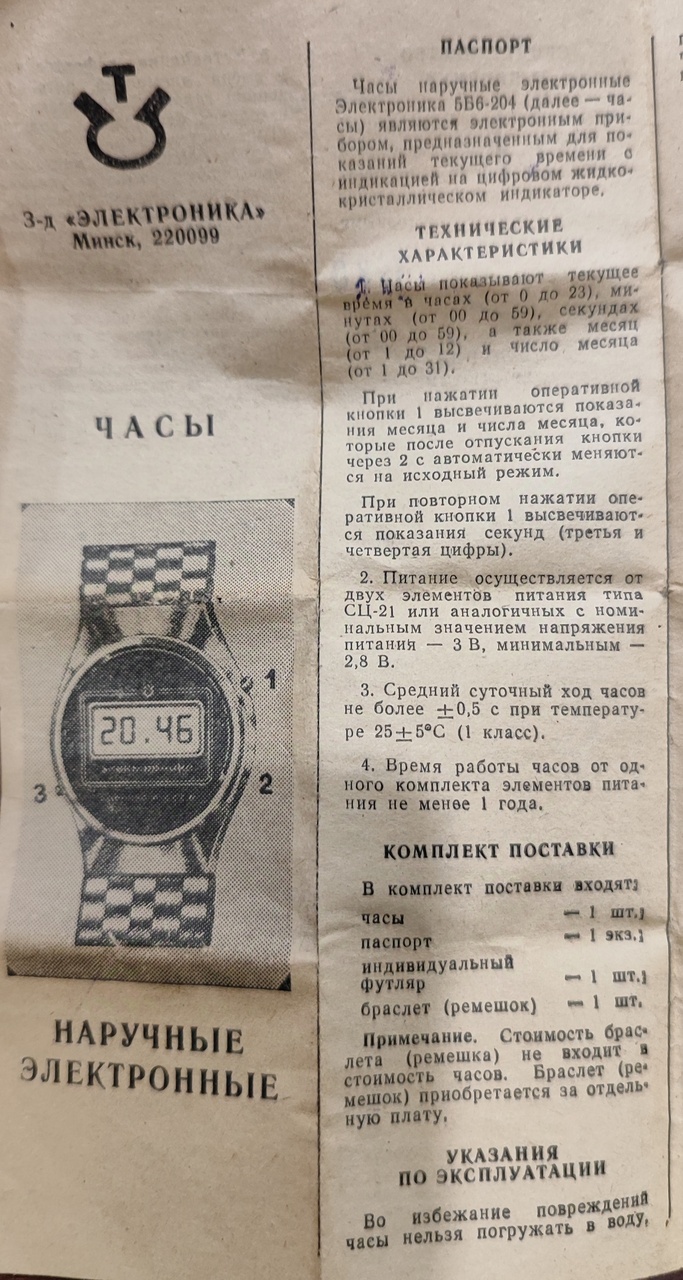 Т
З-д «ЭЛЕКТРОНИКА»
Минск, 220099
ЧАСЫ
20.46
1
2
3
НАРУЧНЫЕ
ЭЛЕКТРОННЫЕ
ПАСПОРТ
Часы наручные электронные
Электроника 5Б6-204 (далее — ча-
сы) являются электронным при-
бором, предназначенным для по-
казаний текущего времени с
индикацией на цифровом жидко-
кристаллическом индикаторе.
ТЕХНИЧЕСКИЕ
ХАРАКТЕРИСТИКИ
1. Часы показывают текущее
время в часах (от 0 до 23), ми-
нутах (от 00 до 59), секундах
(от 00 до 59), а также месяц
(от 1 до 12) и число месяца
(от 1 до 31).
При нажатии оперативной
кнопки 1 высвечиваются показа-
ния месяца и числа месяца, ко-
торые после отпускания кнопки
через 2 с автоматически меняют-
ся на исходный режим.
При повторном нажатии опе-
ративной кнопки 1 высвечивают-
ся показания секунд (третья и
четвертая цифры).
2. Питание осуществляется от
двух элементов питания типа
СЦ-21 или аналогичных с номи-
нальным значением напряжения
питания — 3 В, минимальным —
2,8 В.
3. Средний суточный ход часов
не более ±0,5 с при температу-
ре 25±5°С (1 класс).
4. Время работы часов от од-
ного комплекта элементов пита-
ния не менее 1 года.
КОМПЛЕКТ ПОСТАВКИ
В комплект поставки входят:
часы — 1 шт.;
паспорт — 1 экз.;
индивидуальный
футляр — 1 шт.;
браслет (ремешок) — 1 шт.
Примечание. Стоимость брас-
лета (ремешка) не входит в
стоимость часов. Браслет (ре-
мешок) приобретается за отдель-
ную плату.
УКАЗАНИЯ
ПО ЭКСПЛУАТАЦИИ
Во избежание повреждений
часы нельзя погружать в воду,